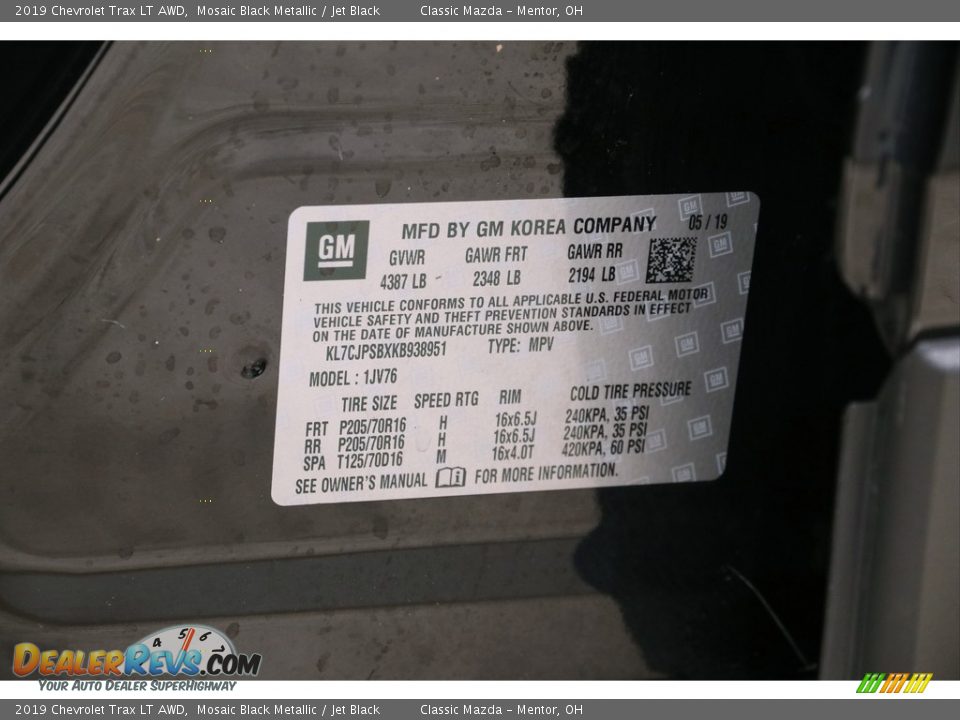 2019 Chevrolet Trax LT AWD, Mosaic Black Metallic / Jet Black Classic Mazda - Mentor, OH
GM MFD BY GM KOREA COMPANY 05 / 19
GVWR GAWR FRT GAWR RR
4387 LB 2348 LB 2194 LB
THIS VEHICLE CONFORMS TO ALL APPLICABLE U.S. FEDERAL MOTOR
VEHICLE SAFETY AND THEFT PREVENTION STANDARDS IN EFFECT
ON THE DATE OF MANUFACTURE SHOWN ABOVE.
KL7CJPSBXKB938951 TYPE: MPV
MODEL : 1JV76
TIRE SIZE SPEED RTG RIM COLD TIRE PRESSURE
FRT P205/70R16 H 16x6.5J 240KPA, 35 PSI
RR P205/70R16 H 16x6.5J 240KPA, 35 PSI
SPA T125/70D16 M 16x4.0T 420KPA, 60 PSI
SEE OWNER'S MANUAL FOR MORE INFORMATION.
4 5 6 7
DEALERREVS.COM
YOUR AUTO DEALER SUPERHIGHWAY
2019 Chevrolet Trax LT AWD, Mosaic Black Metallic / Jet Black Classic Mazda - Mentor, OH